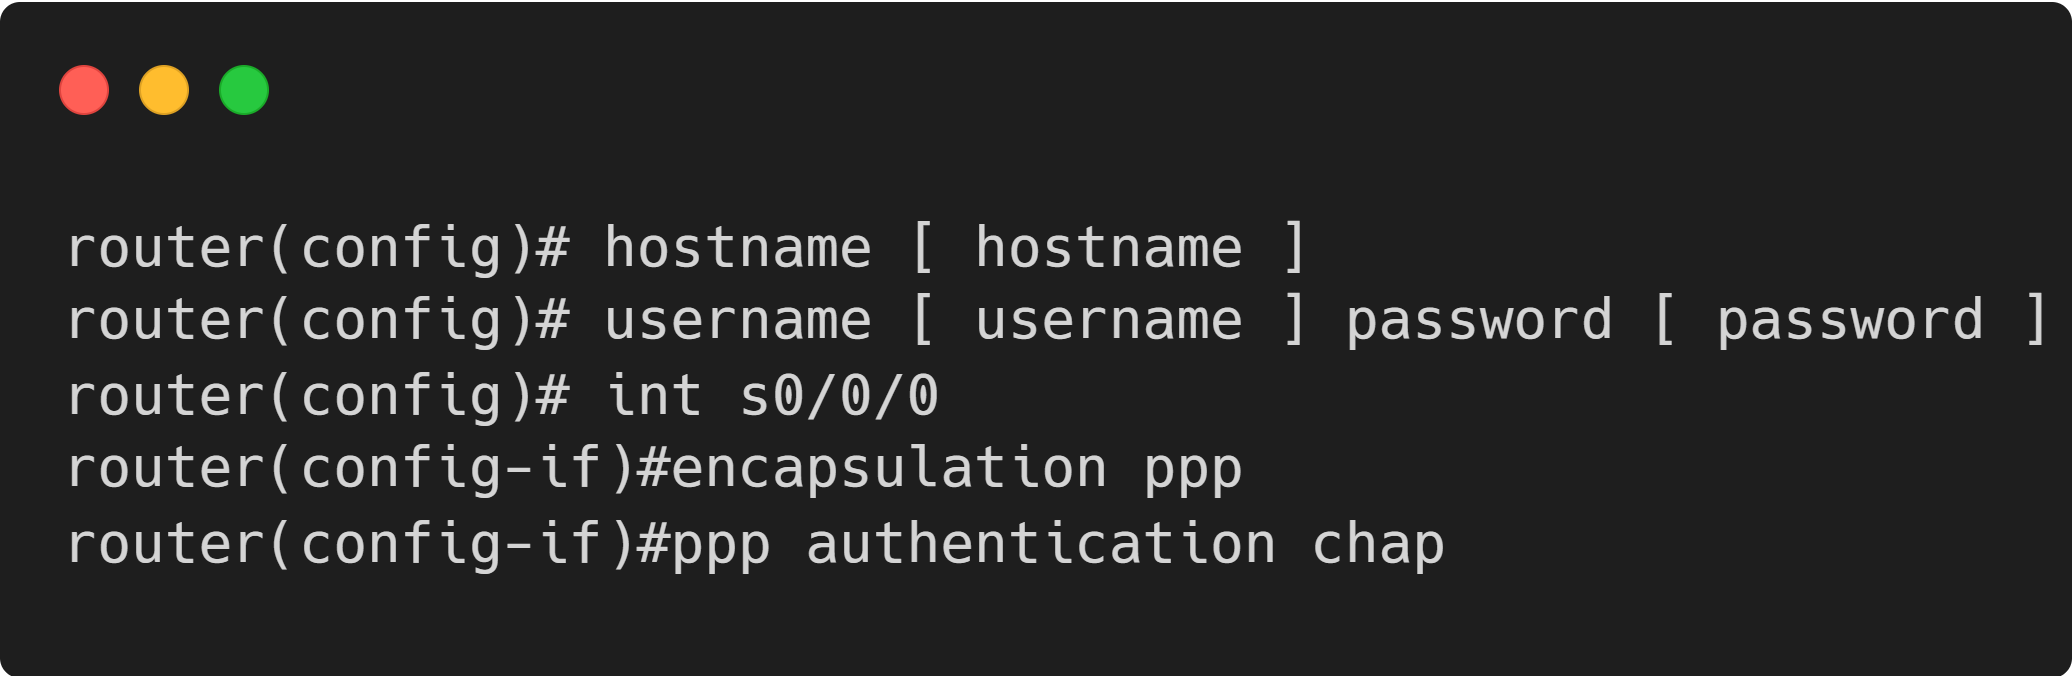 router(config)# hostname [ hostname ]
router(config)# username [ username ] password [ password ]
router(config)# int s0/0/0
router(config-if)#encapsulation ppp
router(config-if)#ppp authentication chap